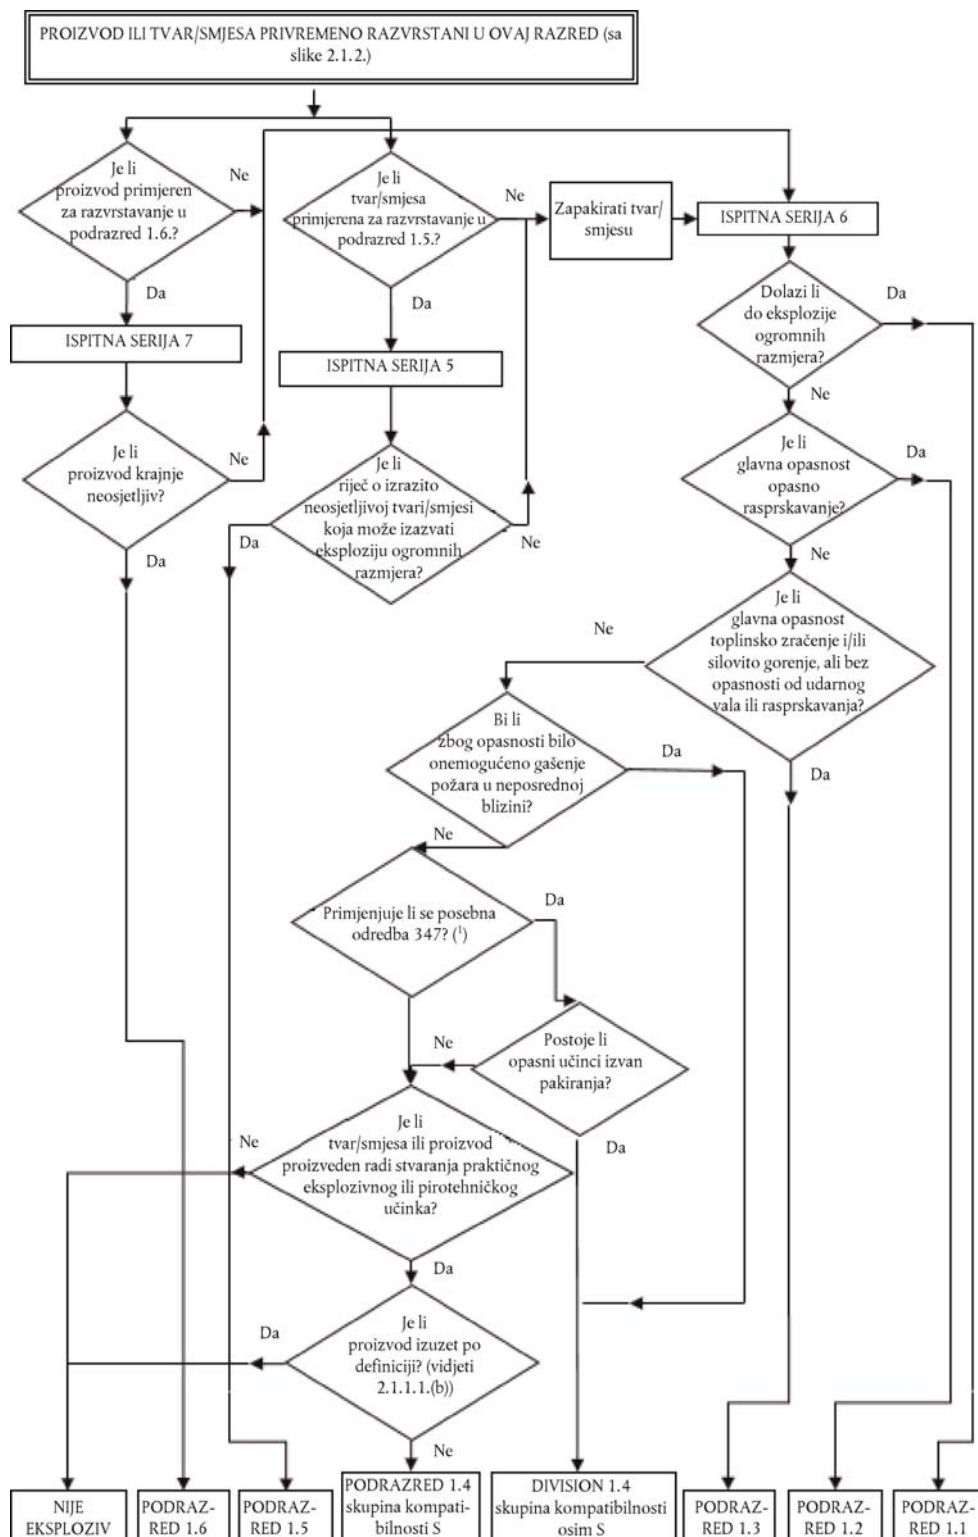 PROIZVOD ILI TVAR/SMJESA PRIVREMENO RAZVRSTANI U OVAJ RAZRED (sa
slike 2.1.2.)
Je li
proizvod primjeren
za razvrstavanje u
podrazred 1.6.?
Ne
Da
Je li
tvar/smjesa
primjerena za razvrstavanje u
podrazred 1.5.?
Ne
Da
Zapakirati tvar/
smjesu
ISPITNA SERIJA 6
ISPITNA SERIJA 7
ISPITNA SERIJA 5
Dolazi li
do eksplozije
ogromnih
razmjera?
Da
Ne
Je li
proizvod krajnje
neosjetljiv?
Ne
Da
Je li
riječ o izrazito
neosjetljivoj tvari/smjesi
koja može izazvati
eksploziju ogromnih
razmjera?
Da
Ne
Je li
glavna opasnost
opasno
rasprskavanje?
Da
Ne
Je li
glavna opasnost
toplinsko zračenje i/ili
silovito gorenje, ali bez
opasnosti od udarnog
vala ili rasprskavanja?
Ne
Da
Bi li
zbog opasnosti bilo
onemogućeno gašenje
požara u neposrednoj
blizini?
Da
Ne
Primjenjuje li se posebna
odredba 347? (¹)
Da
Ne
Postoje li
opasni učinci izvan
pakiranja?
Da
Je li
tvar/smjesa ili proizvod
proizveden radi stvaranja praktičnog
eksplozivnog ili pirotehničkog
učinka?
Ne
Da
Je li
proizvod izuzet po
definiciji? (vidjeti
2.1.1.1.(b))
Da
Ne
NIJE
EKSPLOZIV
PODRAZ-
RED 1.6
PODRAZ-
RED 1.5
PODRAZRED 1.4
skupina kompati-
bilnosti S
DIVISION 1.4
skupina kompatibilnosti
osim S
PODRAZ-
RED 1.3
PODRAZ-
RED 1.2
PODRAZ-
RED 1.1